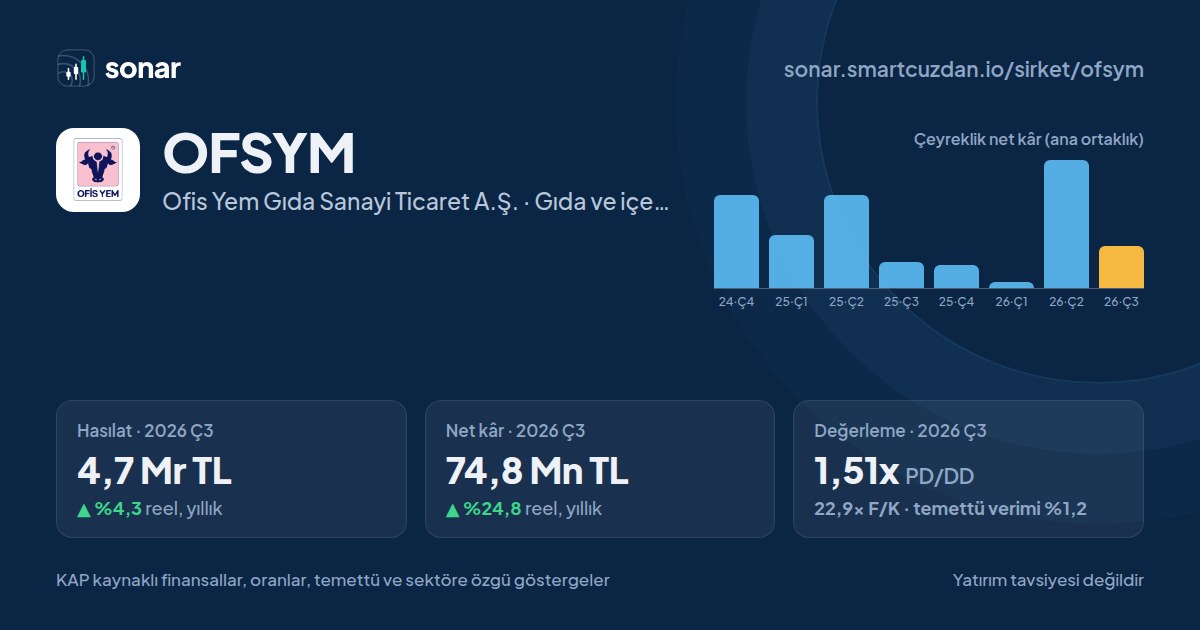 sonar
sonar.smartcuzdan.io/sirket/ofsym
OFİS YEM
OFSYM
Ofis Yem Gıda Sanayi Ticaret A.Ş. · Gıda ve içe...
Çeyreklik net kâr (ana ortaklık)
24·Ç4 25·Ç1 25·Ç2 25·Ç3 25·Ç4 26·Ç1 26·Ç2 26·Ç3
Hasılat · 2026 Ç3
4,7 Mr TL
▲ %4,3 reel, yıllık
Net kâr · 2026 Ç3
74,8 Mn TL
▲ %24,8 reel, yıllık
Değerleme · 2026 Ç3
1,51x PD/DD
22,9× F/K · temettü verimi %1,2
KAP kaynaklı finansallar, oranlar, temettü ve sektöre özgü göstergeler
Yatırım tavsiyesi değildir